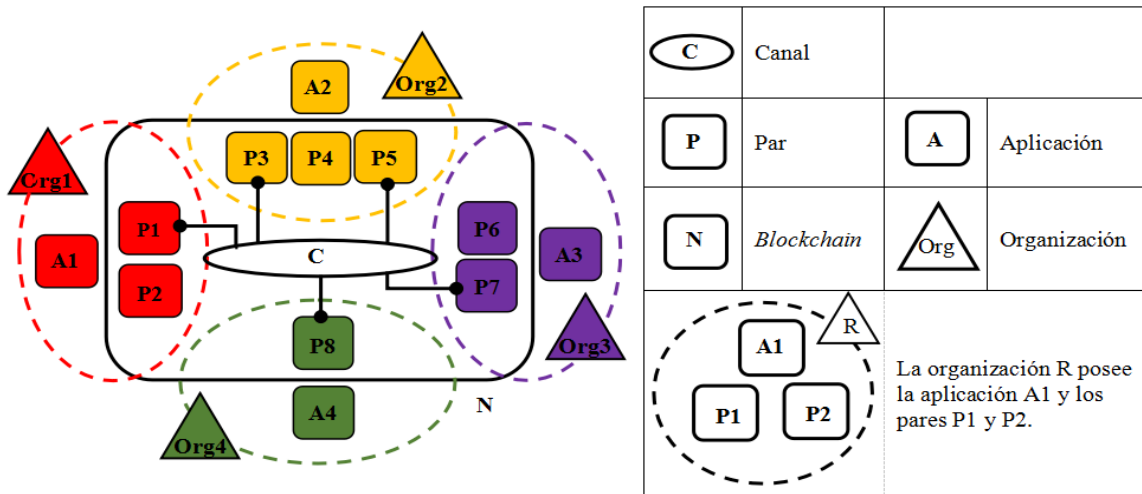 A2
Org2
P3
P4
P5
Org1
P1
P6
A1
C
A3
P2
P7
P8
Org3
A4
N
Org4
C
Canal
P
Par
A
Aplicación
N
Blockchain
Org
Organización
R
A1
P1
P2
La organización R posee
la aplicación A1 y los
pares P1 y P2.